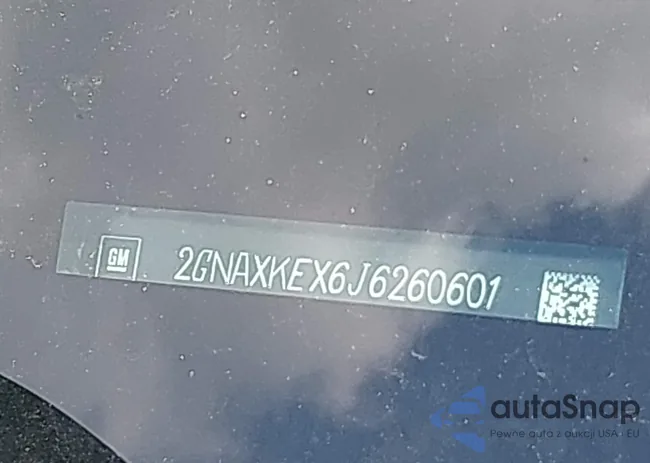 GM 2GNAXKEX6J6260601
autaSnap
Pewne auta z aukcji USA i EU